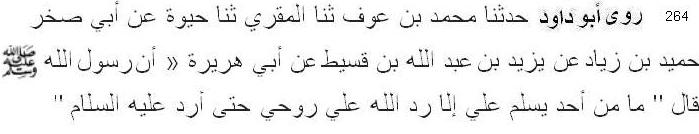 264 روى أبو داود حدثنا محمد بن عوف ثنا المقري ثنا حيوة عن أبي صخر
حميد بن زياد عن يزيد بن عبد الله بن قسيط عن أبي هريرة « أن رسول الله ﷺ
قال " ما من أحد يسلم علي إلا رد الله علي روحي حتى أرد عليه السلام "